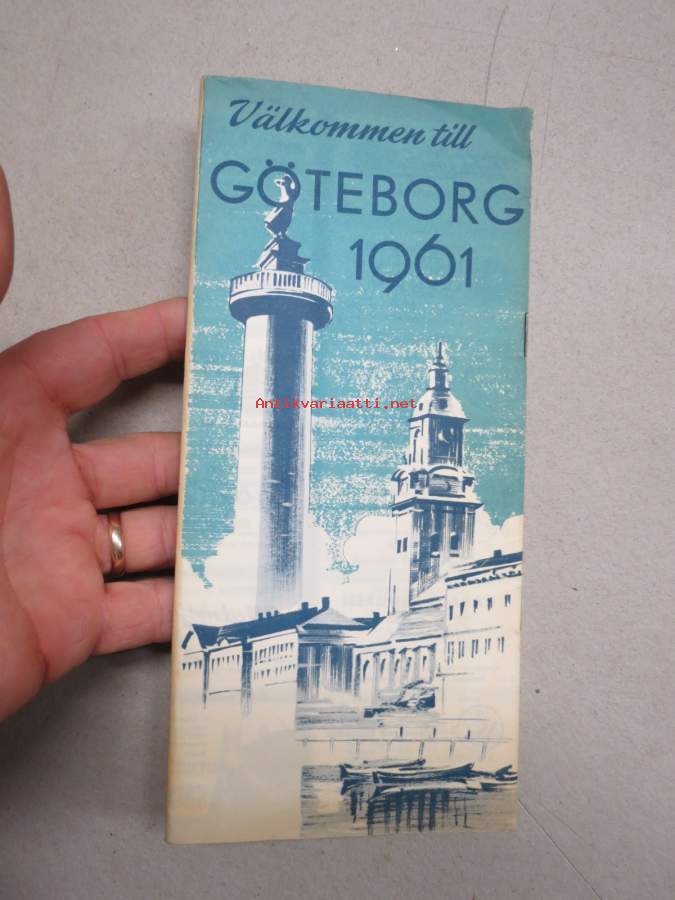 Välkommen till
GÖTEBORG
1961
Antikvariaatti.net